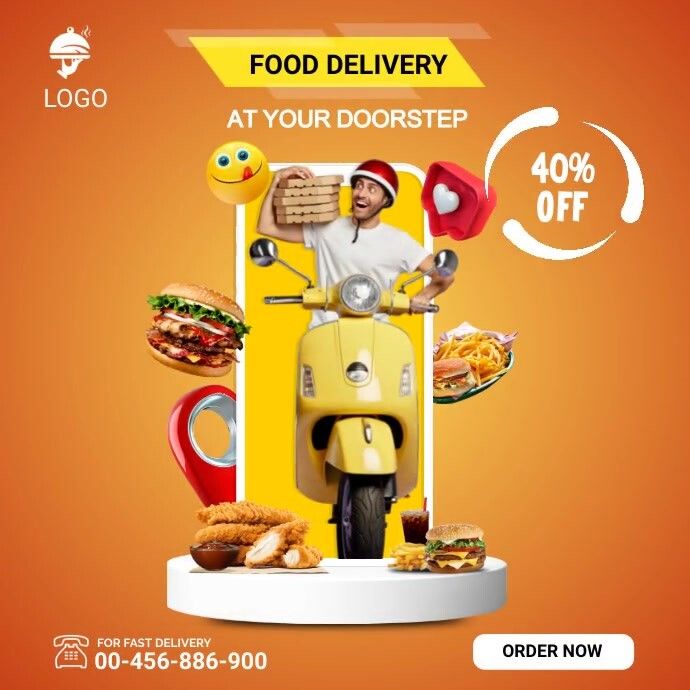 LOGO
FOOD DELIVERY
AT YOUR DOORSTEP
40%
OFF
FOR FAST DELIVERY
00-456-886-900
ORDER NOW